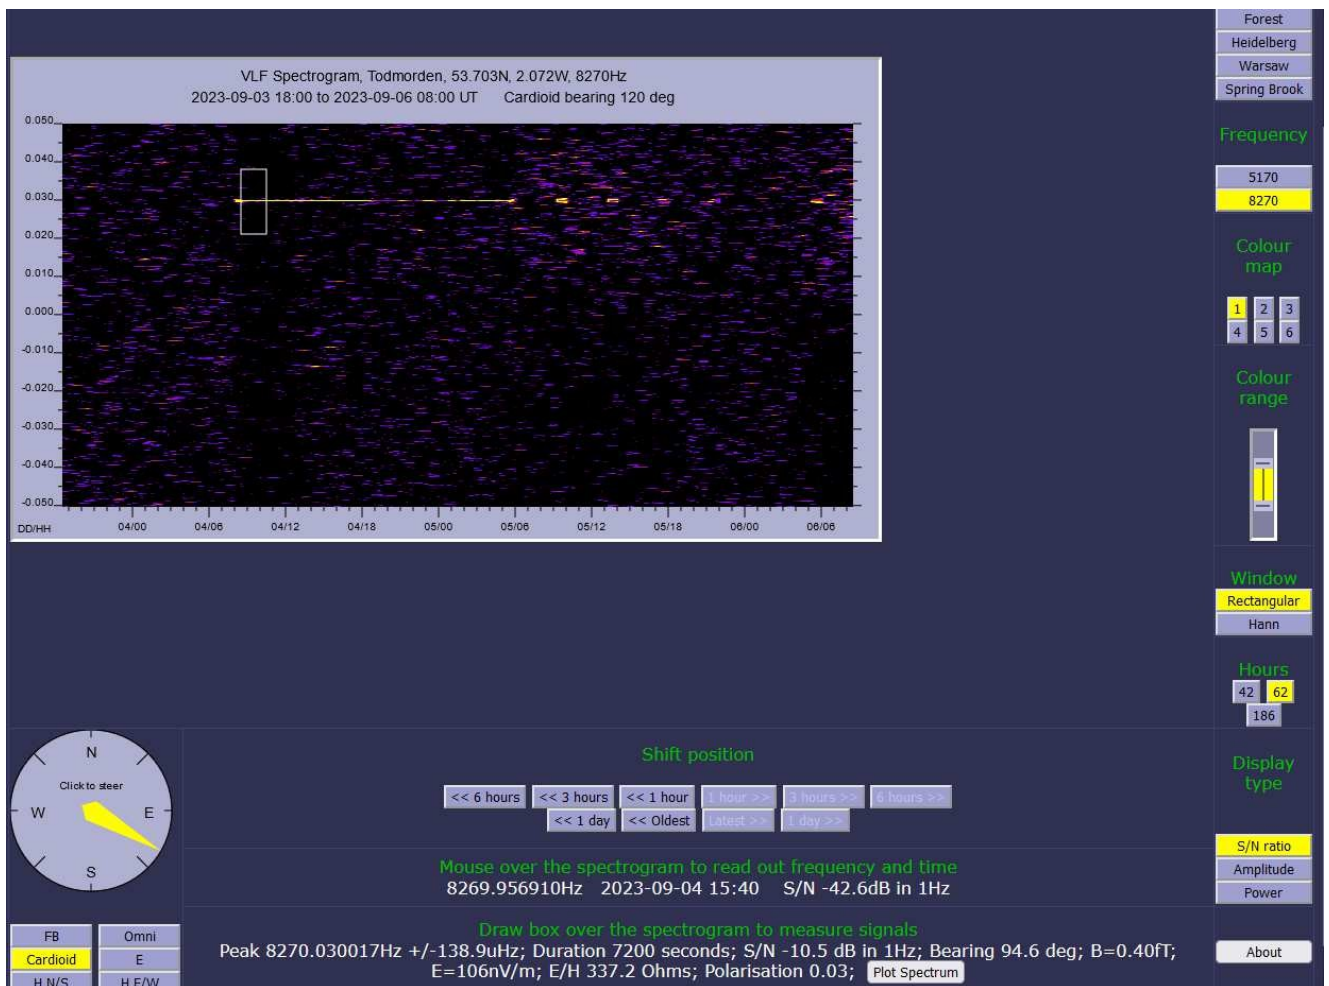 Forest
Heidelberg
Warsaw
Spring Brook
VLF Spectrogram, Todmorden, 53.703N, 2.072W, 8270Hz
2023-09-03 18:00 to 2023-09-06 08:00 UT Cardioid bearing 120 deg
0.050
0.040
0.030
0.020
0.010
0.000
-0.010
-0.020
-0.030
-0.040
-0.050
DD/HH 04/00 04/06 04/12 04/18 05/00 05/06 05/12 05/18 06/00 06/06
Frequency
5170
8270
Colour
map
1 2 3
4 5 6
Colour
range
Window
Rectangular
Hann
Hours
42 62
186
N
Click to steer
W E
S
Shift position
<< 6 hours << 3 hours << 1 hour 1 hour >> 3 hours >> 6 hours >>
<< 1 day << Oldest Latest >> 1 day >>
Display
type
S/N ratio
Amplitude
Power
Mouse over the spectrogram to read out frequency and time
8269.956910Hz 2023-09-04 15:40 S/N -42.6dB in 1Hz
FB Omni
Cardioid E
H N/S H E/W
Draw box over the spectrogram to measure signals
Peak 8270.030017Hz +/-138.9uHz; Duration 7200 seconds; S/N -10.5 dB in 1Hz; Bearing 94.6 deg; B=0.40fT;
E=106nV/m; E/H 337.2 Ohms; Polarisation 0.03; Plot Spectrum
About